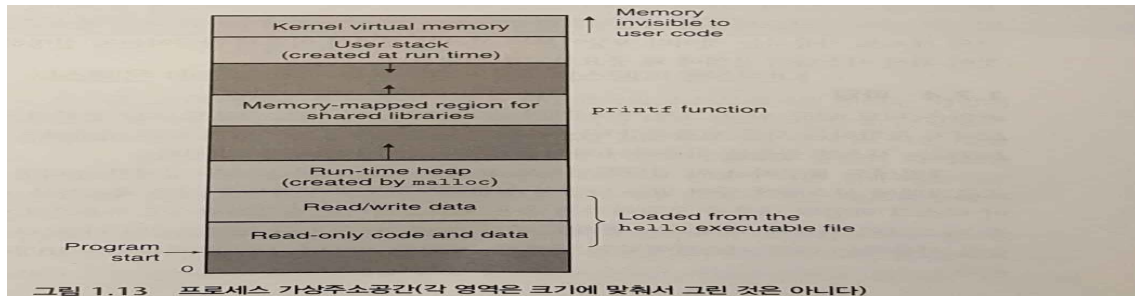 Kernel virtual memory
Memory
invisible to
user code
User stack
(created at run time)
Memory-mapped region for
shared libraries
printf function
Run-time heap
(created by malloc)
Read/write data
Read-only code and data
Loaded from the
hello executable file
Program
start
0
그림 1.13 프로세스 가상주소공간(각 영역은 크기에 맞춰서 그린 것은 아니다)